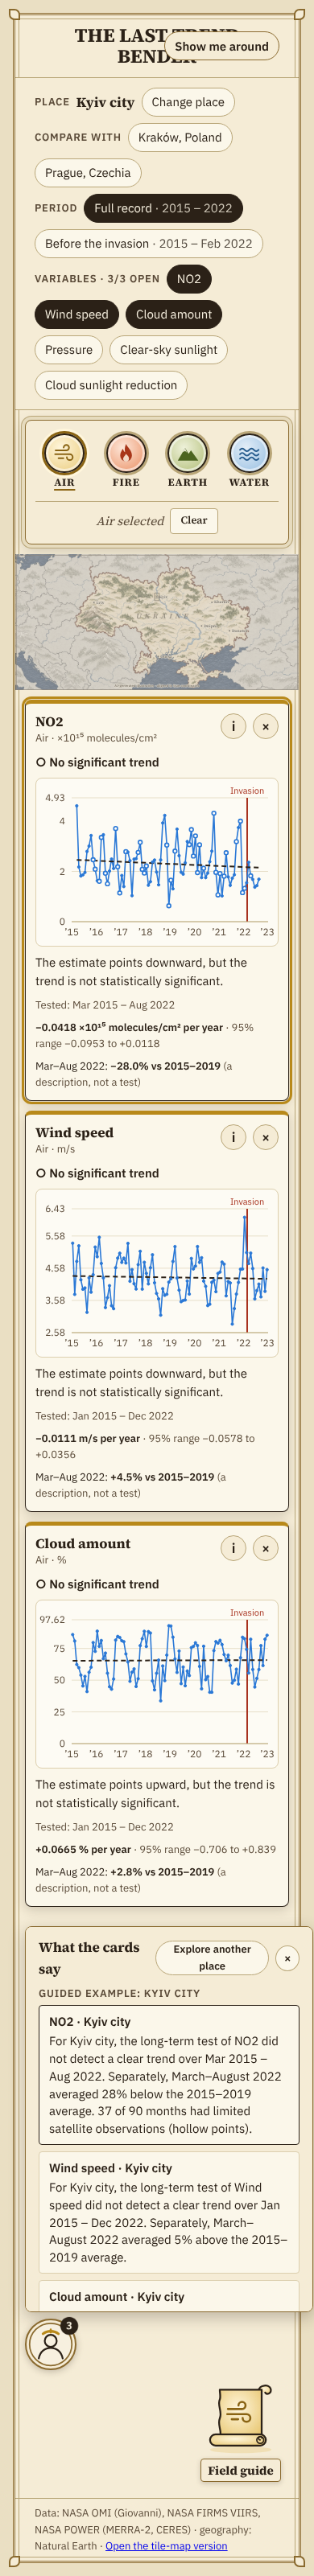 THE LAST TREND
BENDER
Show me around
PLACE Kyiv city Change place
COMPARE WITH Kraków, Poland
Prague, Czechia
PERIOD Full record · 2015 – 2022
Before the invasion · 2015 – Feb 2022
VARIABLES · 3/3 OPEN NO2
Wind speed Cloud amount
Pressure Clear-sky sunlight
Cloud sunlight reduction
AIR FIRE EARTH WATER
Air selected Clear
UKRAINE
NO2 i ×
Air · ×10¹⁵ molecules/cm²
No significant trend
Invasion
4.93
4
2
0
'15 '16 '17 '18 '19 '20 '21 '22 '23
The estimate points downward, but the
trend is not statistically significant.
Tested: Mar 2015 – Aug 2022
−0.0418 ×10¹⁵ molecules/cm² per year · 95%
range −0.0953 to +0.0118
Mar–Aug 2022: −28.0% vs 2015–2019 (a
description, not a test)
Wind speed i ×
Air · m/s
No significant trend
Invasion
6.43
5.58
4.58
3.58
2.58
'15 '16 '17 '18 '19 '20 '21 '22 '23
The estimate points downward, but the
trend is not statistically significant.
Tested: Jan 2015 – Dec 2022
−0.0111 m/s per year · 95% range −0.0578 to
+0.0356
Mar–Aug 2022: +4.5% vs 2015–2019 (a
description, not a test)
Cloud amount i ×
Air · %
No significant trend
Invasion
97.62
75
50
25
0
'15 '16 '17 '18 '19 '20 '21 '22 '23
The estimate points upward, but the trend is
not statistically significant.
Tested: Jan 2015 – Dec 2022
+0.0665 % per year · 95% range −0.706 to +0.839
Mar–Aug 2022: +2.8% vs 2015–2019 (a
description, not a test)
What the cards
say
Explore another
place
×
GUIDED EXAMPLE: KYIV CITY
NO2 · Kyiv city
For Kyiv city, the long-term test of NO2 did
not detect a clear trend over Mar 2015 –
Aug 2022. Separately, March–August 2022
averaged 28% below the 2015–2019
average. 37 of 90 months had limited
satellite observations (hollow points).
Wind speed · Kyiv city
For Kyiv city, the long-term test of Wind
speed did not detect a clear trend over Jan
2015 – Dec 2022. Separately, March–
August 2022 averaged 5% above the 2015–
2019 average.
Cloud amount · Kyiv city
3
Field guide
Data: NASA OMI (Giovanni), NASA FIRMS VIIRS,
NASA POWER (MERRA-2, CERES) · geography:
Natural Earth · Open the tile-map version